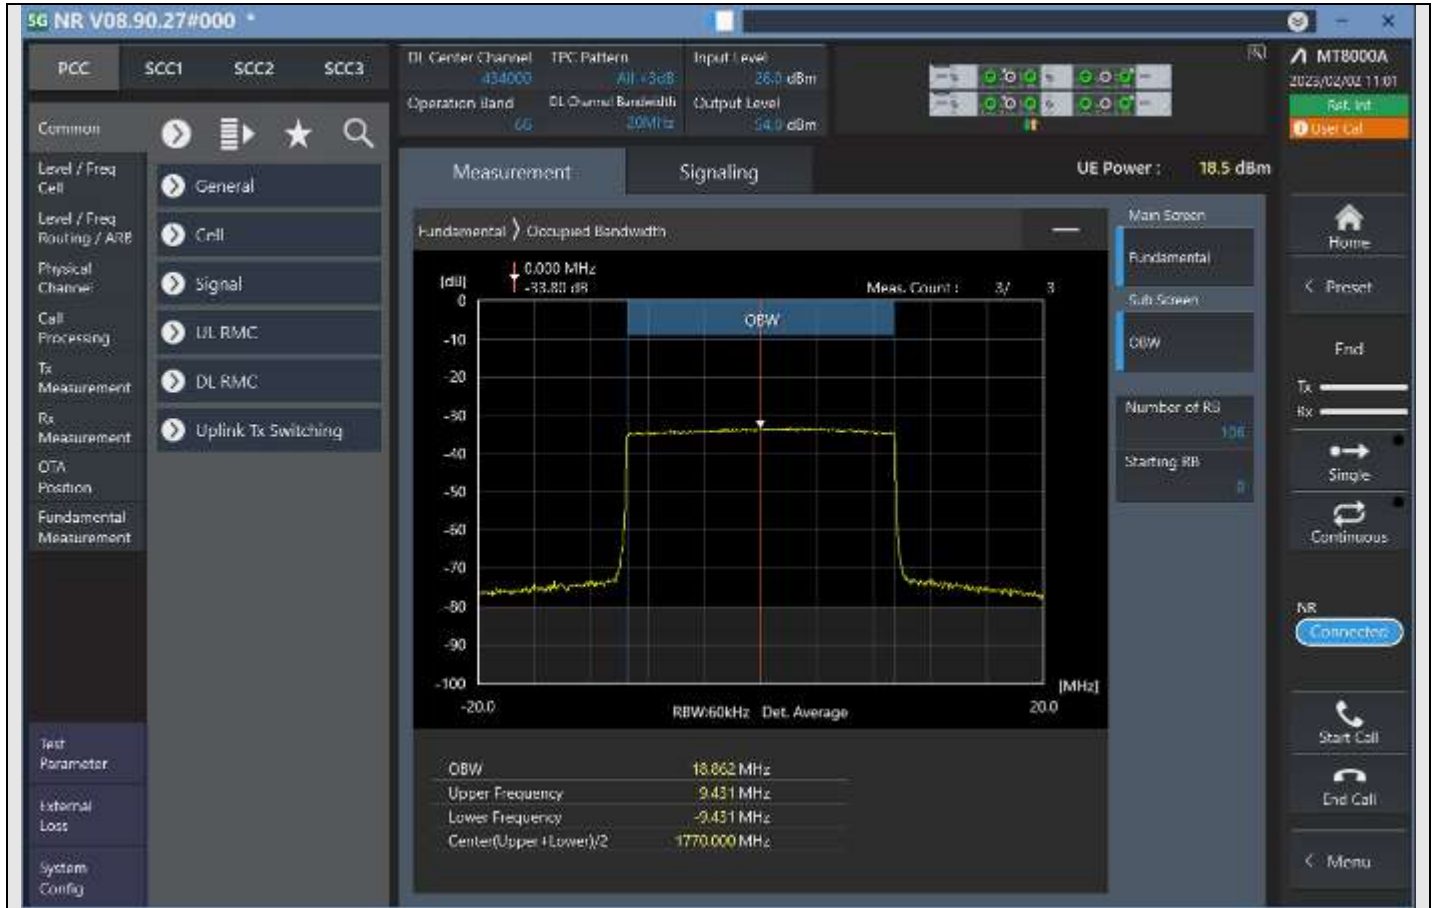 5G NR V08.90.27#000 *
PCC SCC1 SCC2 SCC3
DL Center Channel TPC Pattern Input Level
434000 All +3dB 26.0 dBm
Operation Band DL Channel Bandwidth Output Level
66 20MHz -54.0 dBm
MT8000A
2023/02/02 11:01
Ref. Int
User Cal
Common
Level / Freq
Cell
Level / Freq
Routing / ARB
Physical
Channel
Call
Processing
Tx
Measurement
Rx
Measurement
OTA
Position
Fundamental
Measurement
Test
Parameter
External
Loss
System
Config
General
Cell
Signal
UL RMC
DL RMC
Uplink Tx Switching
Measurement Signaling
UE Power : 18.5 dBm
Fundamental Occupied Bandwidth
[dB]
0.000 MHz
-33.80 dB
Meas. Count : 3/ 3
OBW
0
-10
-20
-30
-40
-50
-60
-70
-80
-90
-100
-20.0 20.0
[MHz]
RBW:60kHz Det. Average
OBW 18.862 MHz
Upper Frequency 9.431 MHz
Lower Frequency -9.431 MHz
Center(Upper+Lower)/2 1770.000 MHz
Main Screen
Fundamental
Sub Screen
OBW
Number of RB
106
Starting RB
0
Home
< Preset
End
Tx
Rx
Single
Continuous
NR
Connected
Start Call
End Call
< Menu